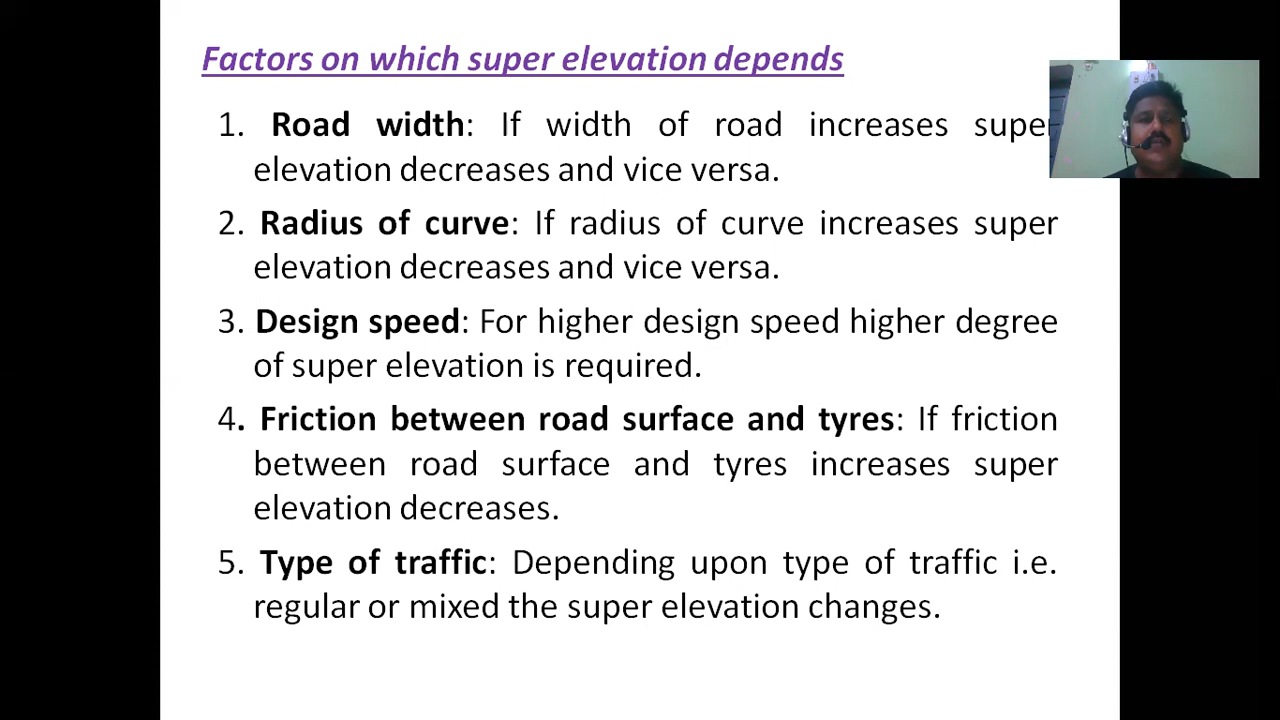 Factors on which super elevation depends
1. Road width: If width of road increases super
elevation decreases and vice versa.
2. Radius of curve: If radius of curve increases super
elevation decreases and vice versa.
3. Design speed: For higher design speed higher degree
of super elevation is required.
4. Friction between road surface and tyres: If friction
between road surface and tyres increases super
elevation decreases.
5. Type of traffic: Depending upon type of traffic i.e.
regular or mixed the super elevation changes.